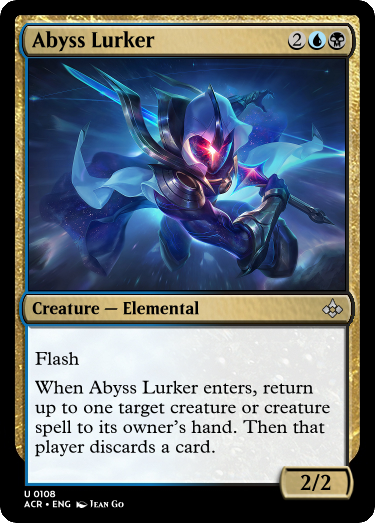 Abyss Lurker 2
Creature — Elemental
Flash
When Abyss Lurker enters, return
up to one target creature or creature
spell to its owner's hand. Then that
player discards a card.
2/2
U 0108
ACR • ENG Jean Go